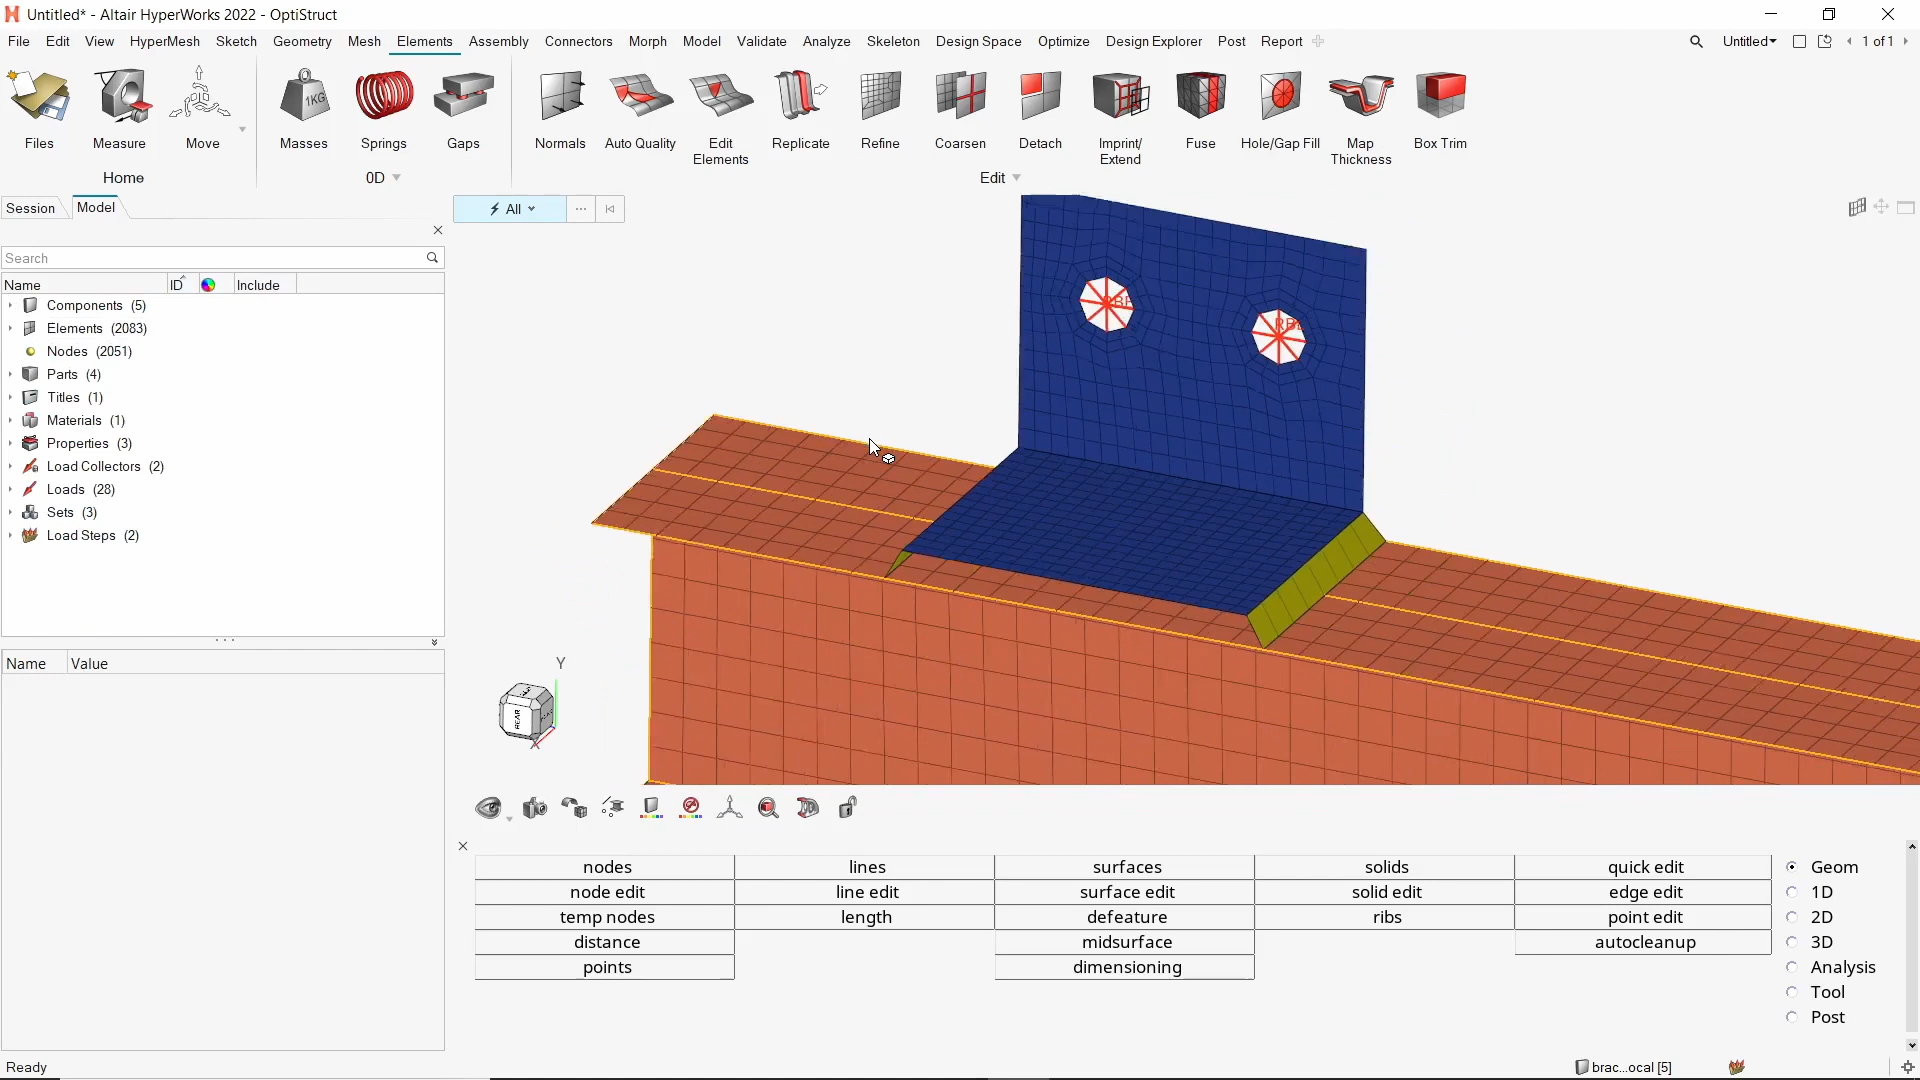 Untitled* - Altair HyperWorks 2022 - OptiStruct
File Edit View HyperMesh Sketch Geometry Mesh Elements Assembly Connectors Morph Model Validate Analyze Skeleton Design Space Optimize Design Explorer Post Report Untitled 1 of 1
1KG
Files Measure Move Masses Springs Gaps Normals Auto Quality Edit Elements Replicate Refine Coarsen Detach Imprint/ Extend Fuse Hole/Gap Fill Map Thickness Box Trim
Home 0D Edit
Session Model
All
Search
Name ID Include
Components (5)
Elements (2083)
Nodes (2051)
Parts (4)
Titles (1)
Materials (1)
Properties (3)
Load Collectors (2)
Loads (28)
Sets (3)
Load Steps (2)
Name Value
Y
REAR
X
nodes lines surfaces solids quick edit Geom
node edit line edit surface edit solid edit edge edit 1D
temp nodes length defeature ribs point edit 2D
distance midsurface autocleanup 3D
points dimensioning Analysis
Tool
Post
Ready brac...ocal [5]